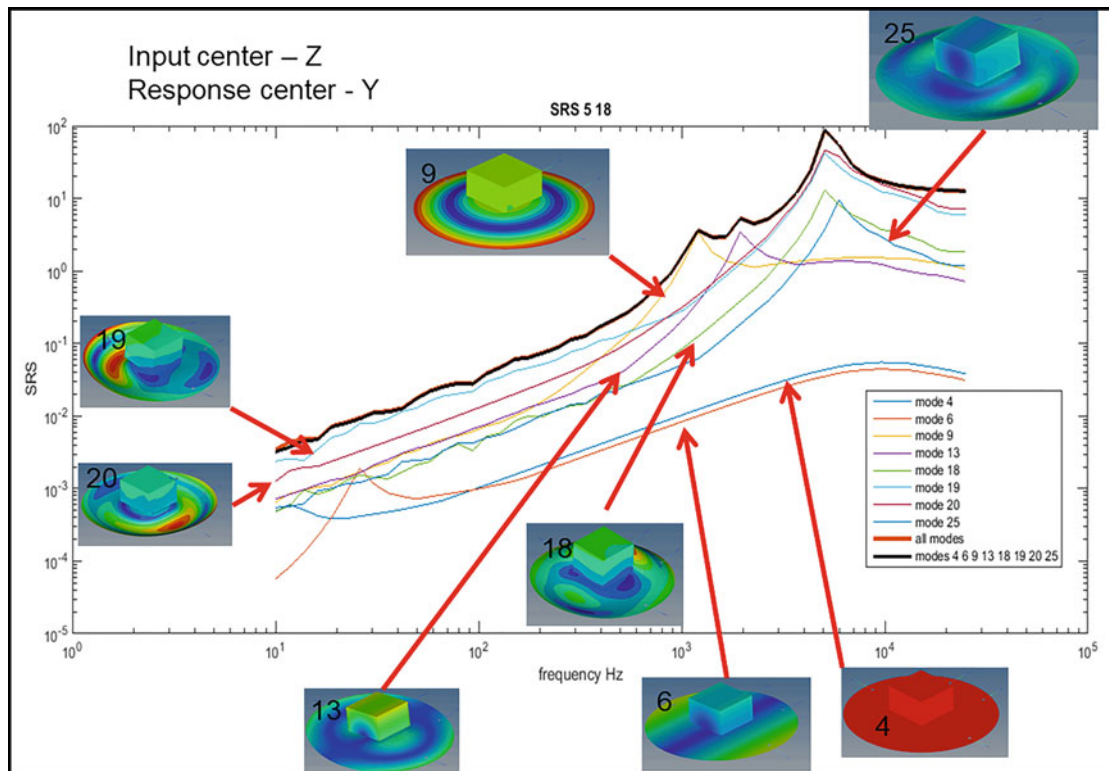 Input center – Z
Response center - Y
25
SRS 5 18
9
19
20
18
13
6
4
SRS
10^2
10^1
10^0
10^-1
10^-2
10^-3
10^-4
10^-5
10^0
10^1
10^2
10^3
10^4
10^5
frequency Hz
mode 4
mode 6
mode 9
mode 13
mode 18
mode 19
mode 20
mode 25
all modes
modes 4 6 9 13 18 19 20 25